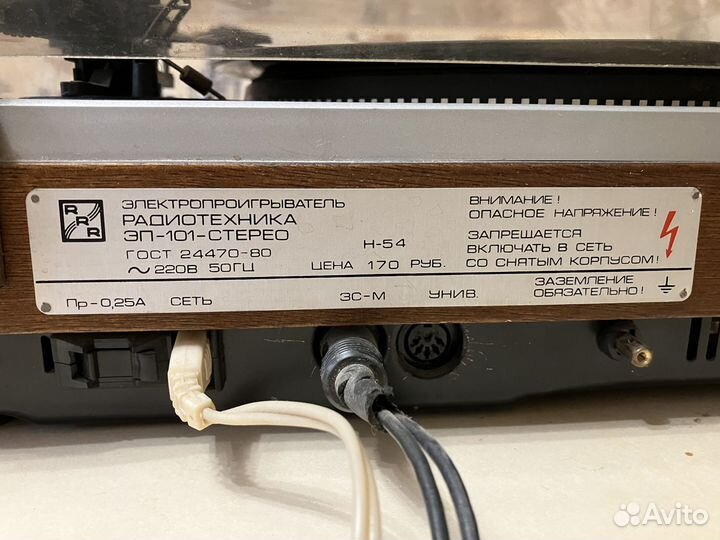 RRR
ЭЛЕКТРОПРОИГРЫВАТЕЛЬ
РАДИОТЕХНИКА
ЭП-101-СТЕРЕО
ГОСТ 24470-80
~220В 50ГЦ
Н-54
ЦЕНА 170 РУБ.
ВНИМАНИЕ!
ОПАСНОЕ НАПРЯЖЕНИЕ!
ЗАПРЕЩАЕТСЯ
ВКЛЮЧАТЬ В СЕТЬ
СО СНЯТЫМ КОРПУСОМ!
Пр-0,25А СЕТЬ ЗС-М УНИВ.
ЗАЗЕМЛЕНИЕ
ОБЯЗАТЕЛЬНО!
Avito